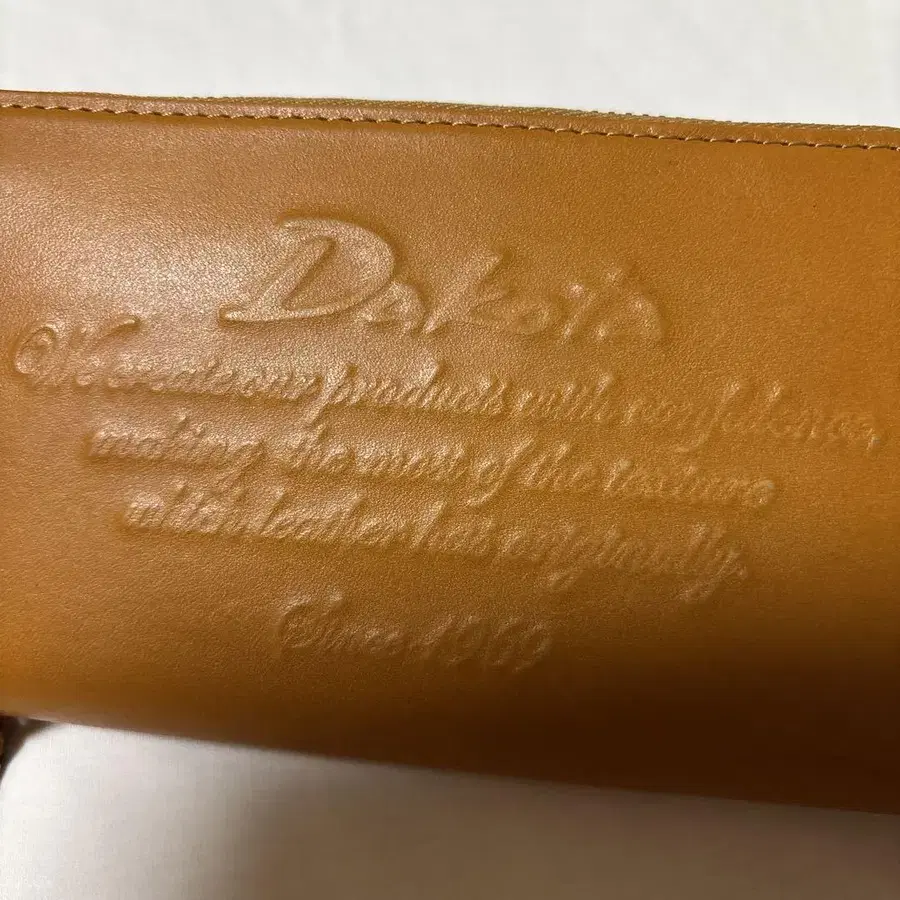 Dakota
We create our products with confidence,
making the most of the texture
which leather has originally.
Since 1969